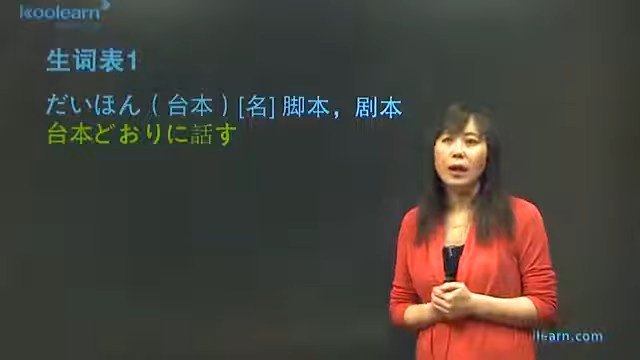 koolearn
生词表1
だいほん（台本）[名] 脚本，剧本
台本どおりに話す
learn.com